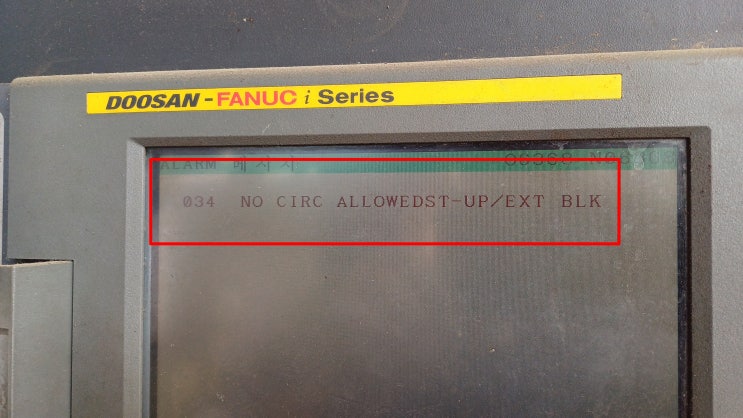 DOOSAN-FANUC i Series
ALARM 메시지
034 NO CIRC ALLOWEDST-UP/EXT BLK